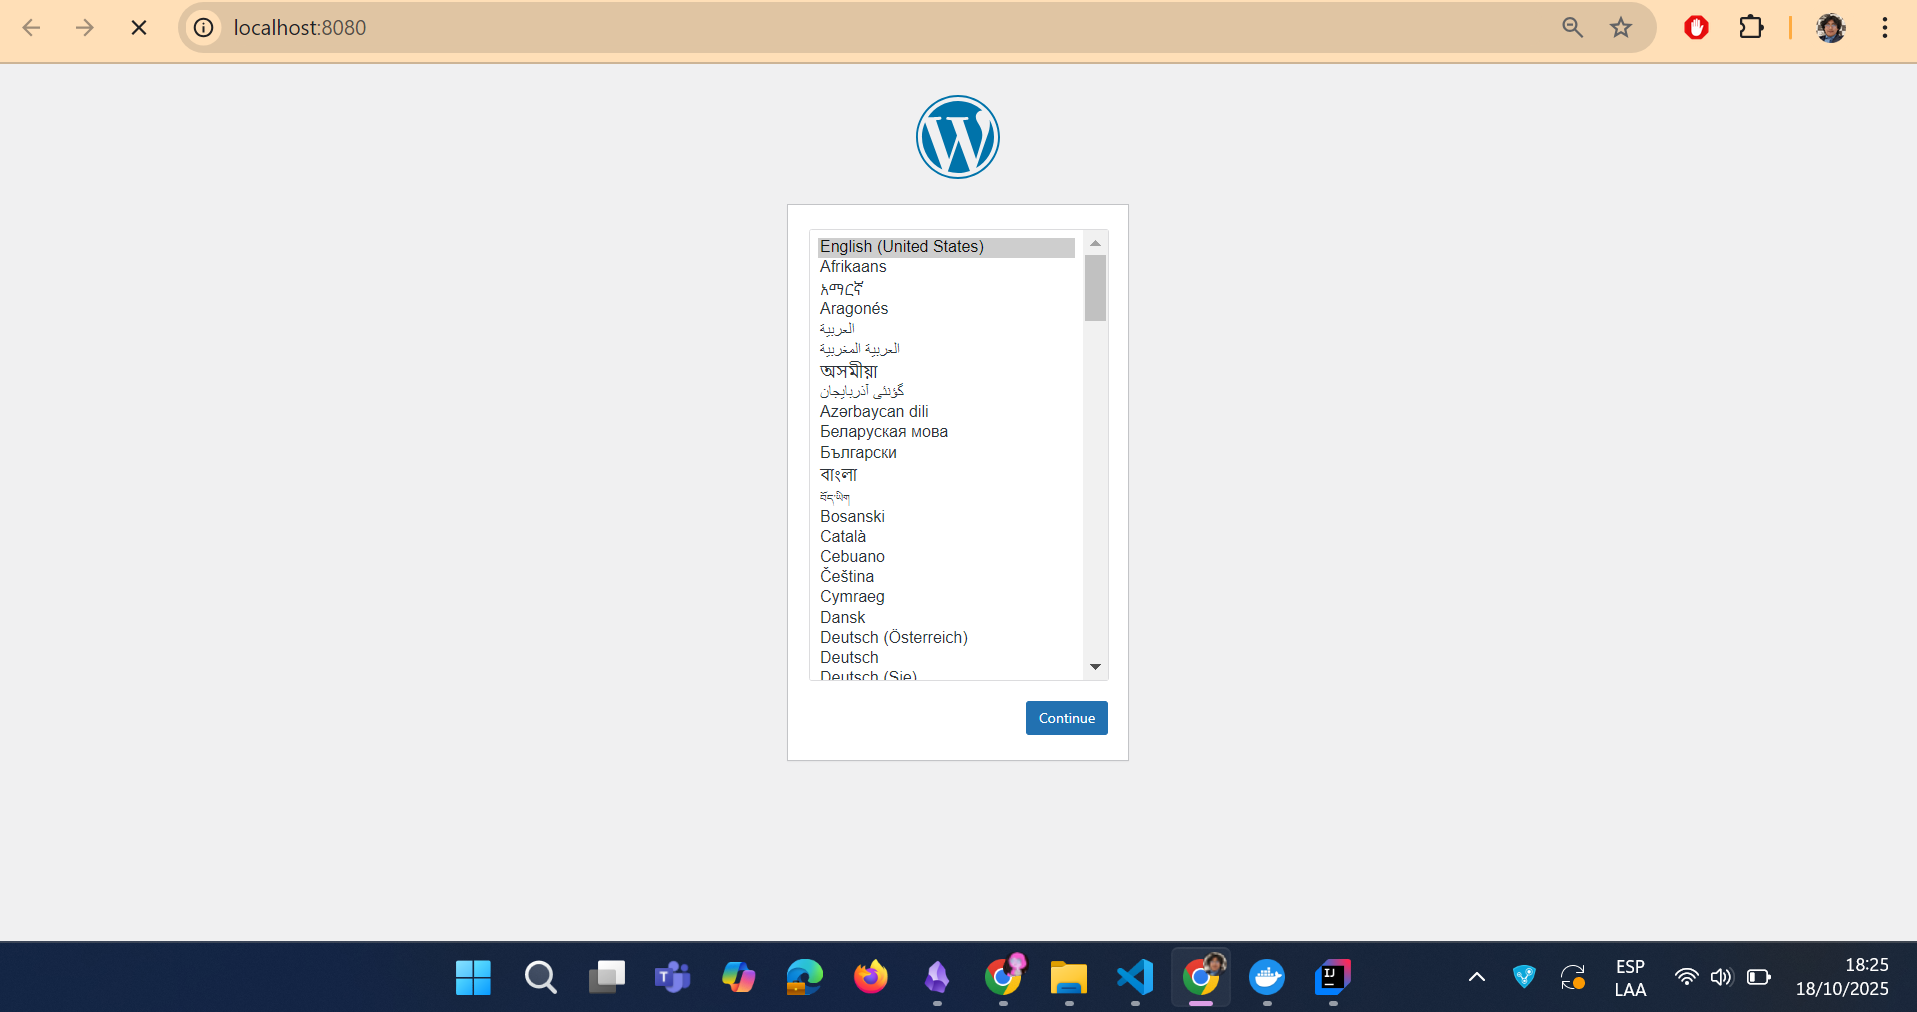 localhost:8080
English (United States)
Afrikaans
አማርኛ
Aragonés
العربية
العربية المغربية
অসমীয়া
گؤنئی آذربایجان
Azərbaycan dili
Беларуская мова
Български
বাংলা
བོད་ཡིག
Bosanski
Català
Cebuano
Čeština
Cymraeg
Dansk
Deutsch (Österreich)
Deutsch
Deutsch (Sie)
Continue
ESP
LAA
18:25
18/10/2025